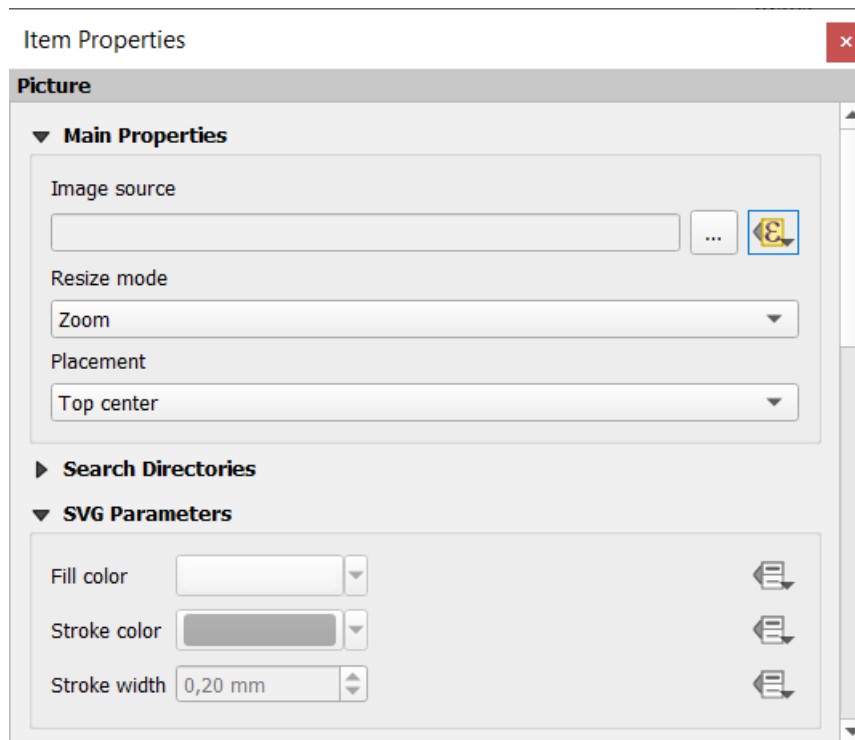 Item Properties
Picture
Main Properties
Image source
...
Resize mode
Zoom
Placement
Top center
Search Directories
SVG Parameters
Fill color
Stroke color
Stroke width 0,20 mm